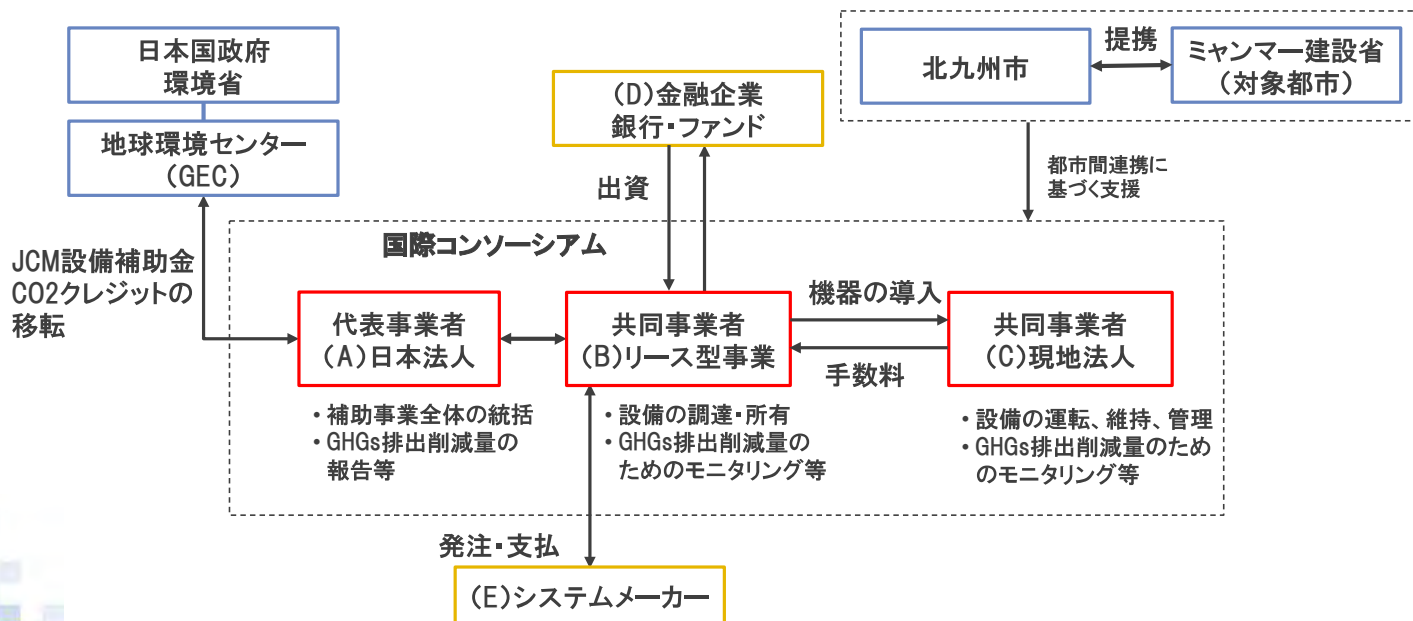 日本国政府
環境省
地球環境センター
(GEC)
(D)金融企業
銀行・ファンド
北九州市
提携
ミャンマー建設省
(対象都市)
都市間連携に
基づく支援
出資
JCM設備補助金
CO2クレジットの
移転
国際コンソーシアム
代表事業者
(A)日本法人
共同事業者
(B)リース型事業
機器の導入
手数料
共同事業者
(C)現地法人
・補助事業全体の統括
・GHGs排出削減量の
報告等
・設備の調達・所有
・GHGs排出削減量の
ためのモニタリング等
・設備の運転、維持、管理
・GHGs排出削減量のため
のモニタリング等
発注・支払
(E)システムメーカー